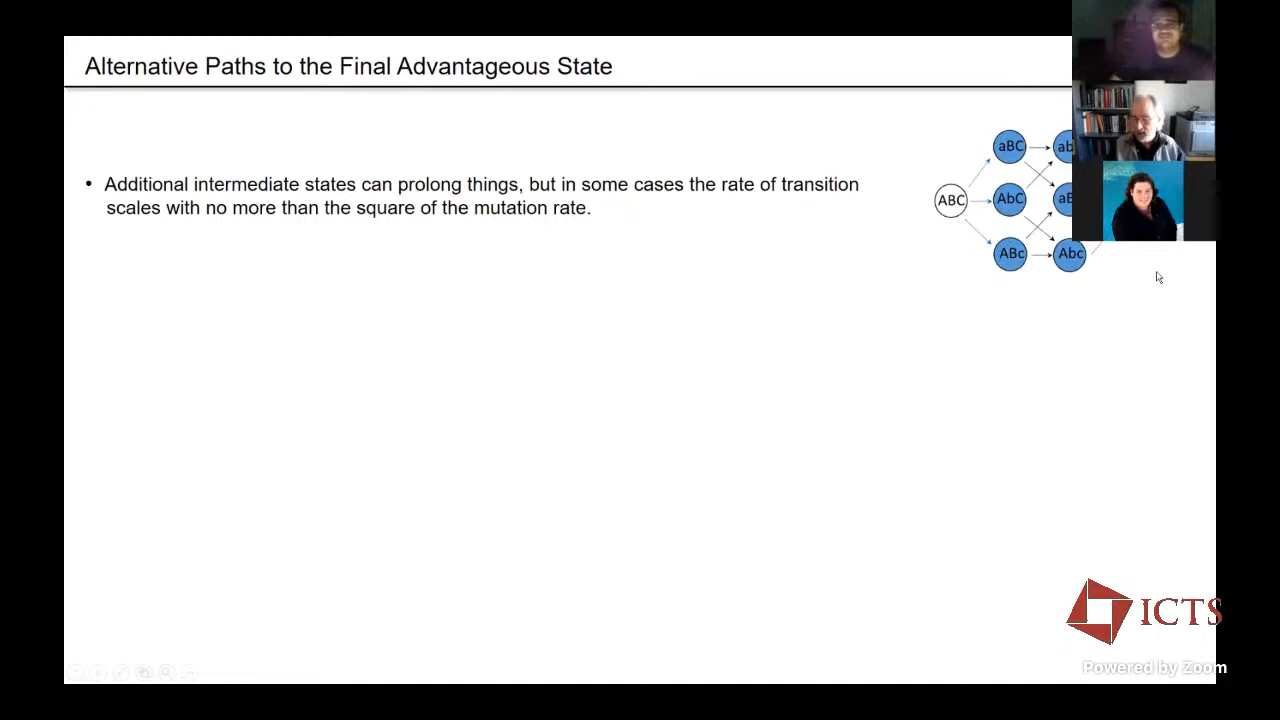 Alternative Paths to the Final Advantageous State
• Additional intermediate states can prolong things, but in some cases the rate of transition
scales with no more than the square of the mutation rate.
aBC
ab
ABC
AbC
aB
ABc
Abc
ICTS
Powered by Zoom